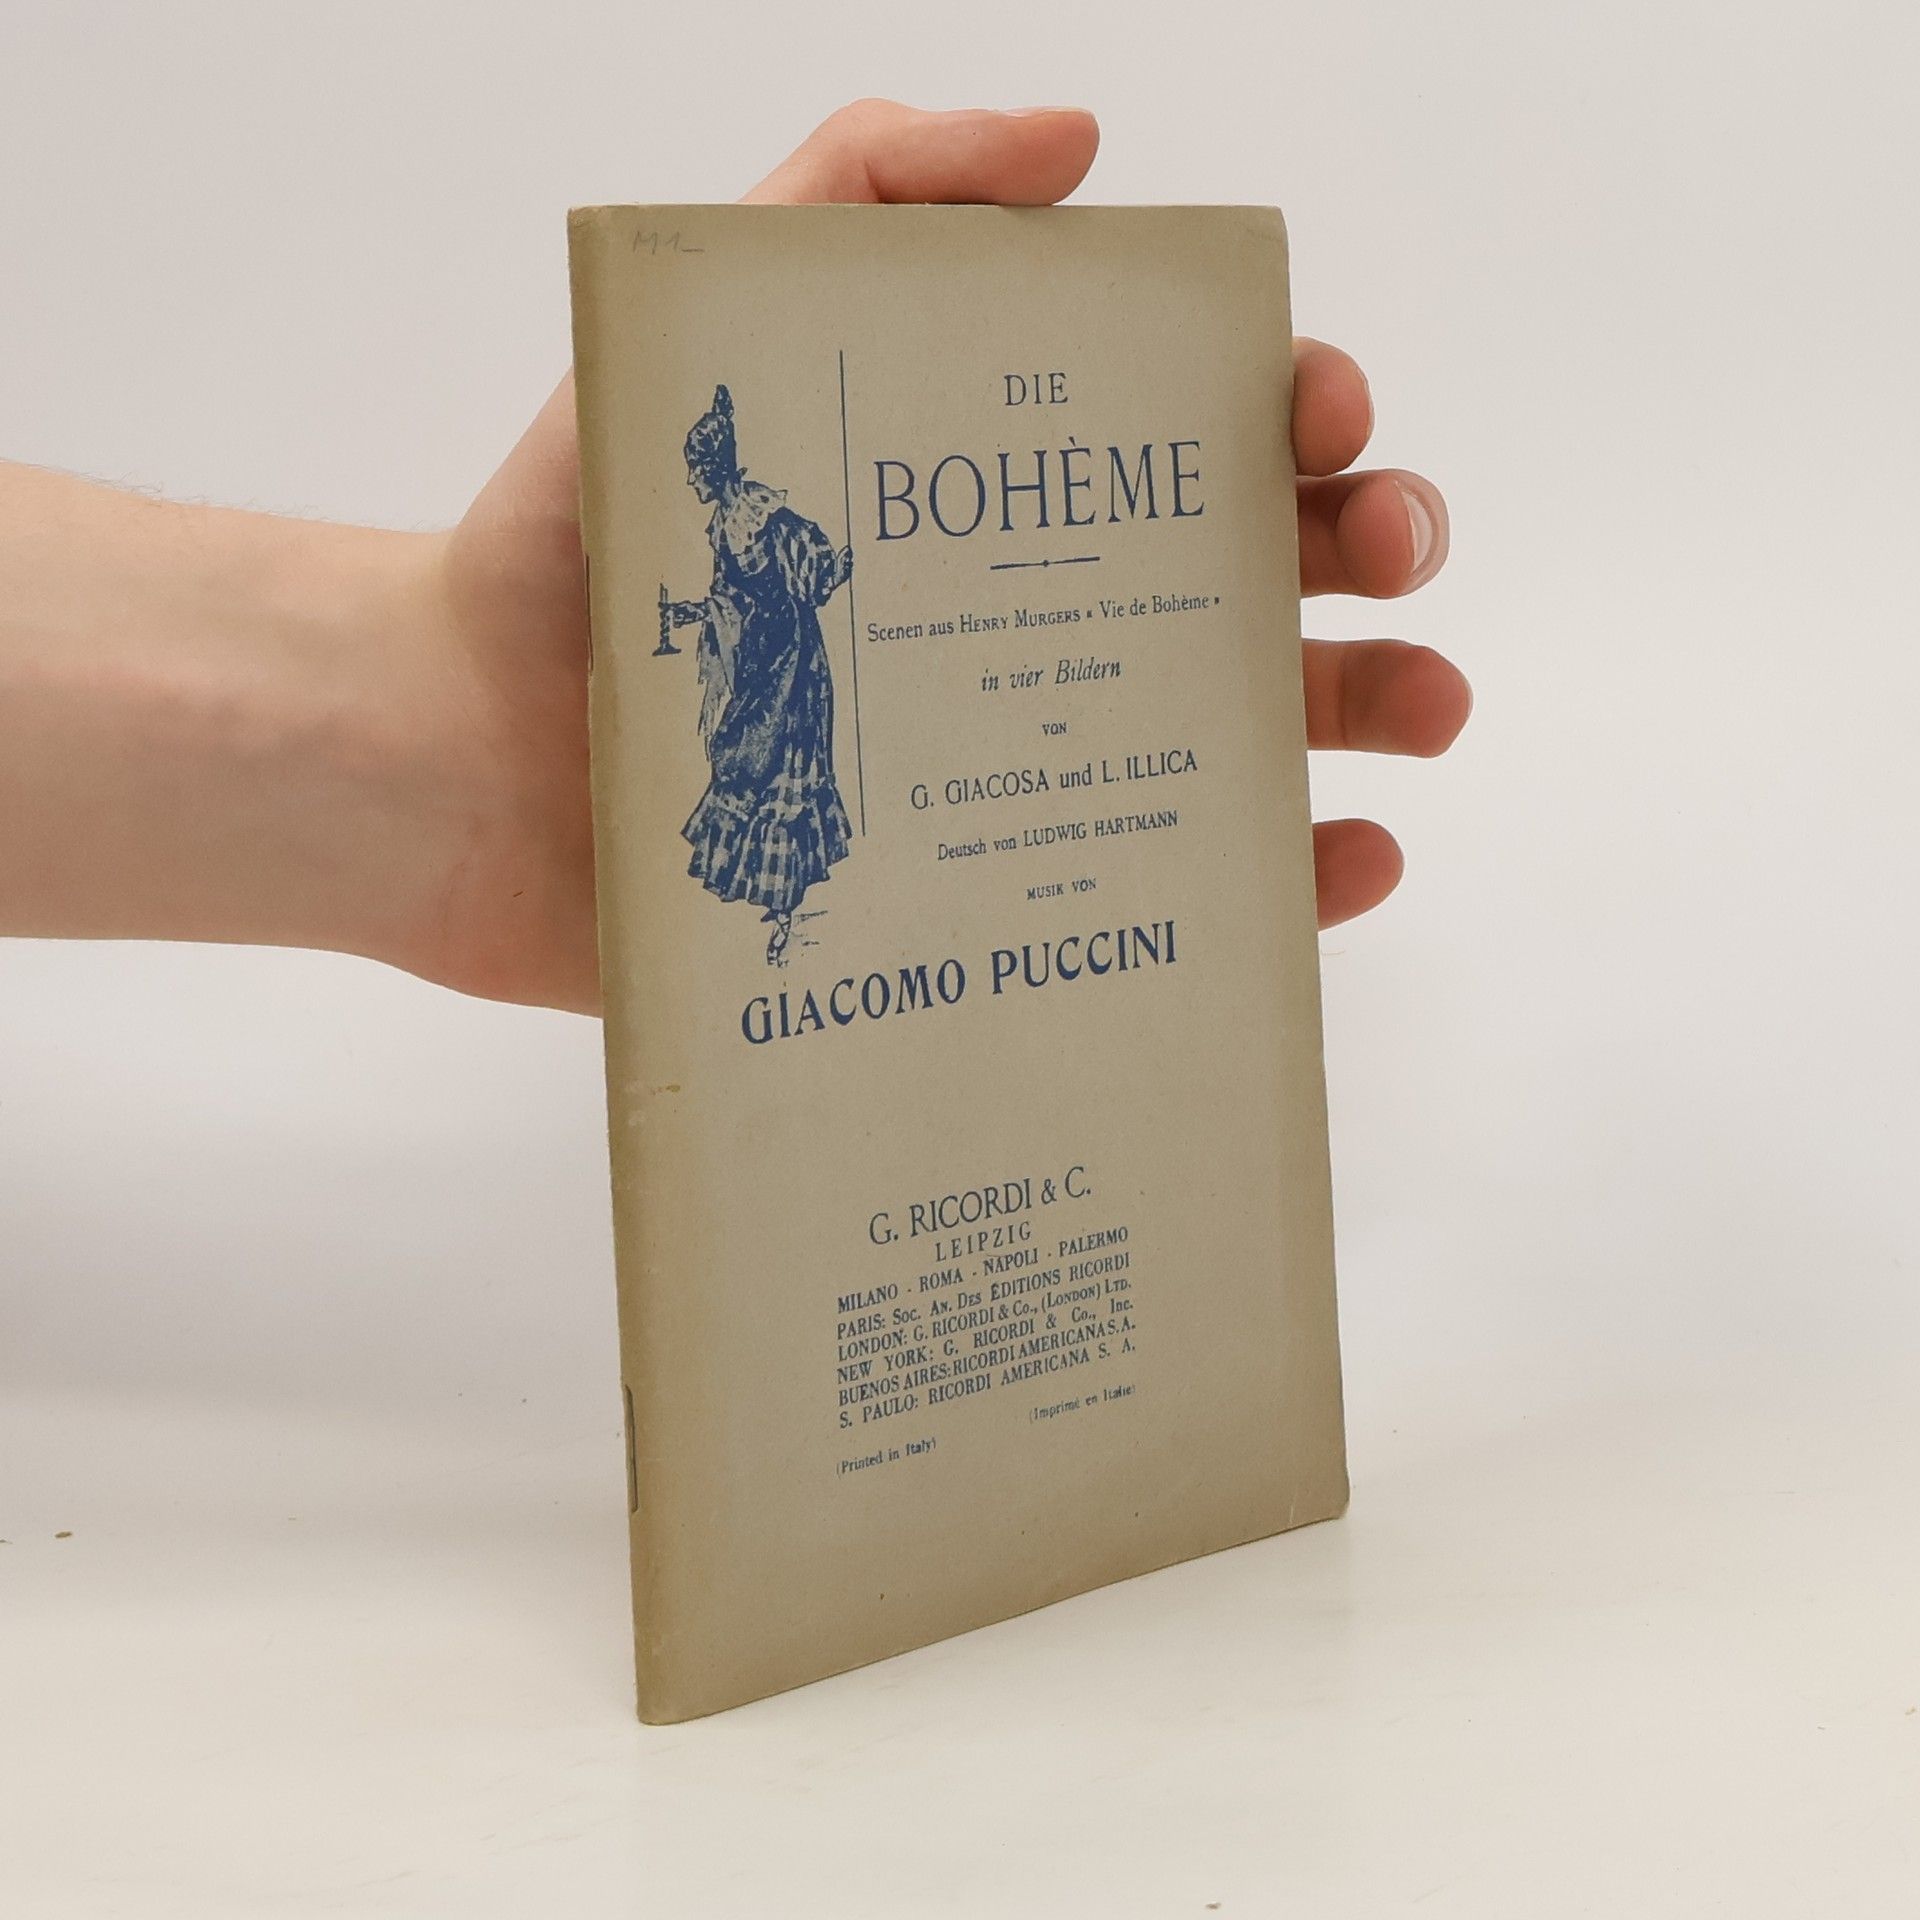 M 1_
DIE
BOHÈME
Scenen aus HENRY MURGERS « Vie de Bohème »
in vier Bildern
VON
G. GIACOSA und L. ILLICA
Deutsch von LUDWIG HARTMANN
MUSIK VON
GIACOMO PUCCINI
G. RICORDI & C.
LEIPZIG
MILANO - ROMA - NAPOLI - PALERMO
PARIS: SOC. AN. DES ÉDITIONS RICORDI
LONDON: G. RICORDI & Co., (LONDON) LTD.
NEW YORK: G. RICORDI & Co., Inc.
BUENOS AIRES: RICORDI AMERICANA S.A.
S. PAULO: RICORDI AMERICANA S. A.
(Printed in Italy)
(Imprimé en Italie)